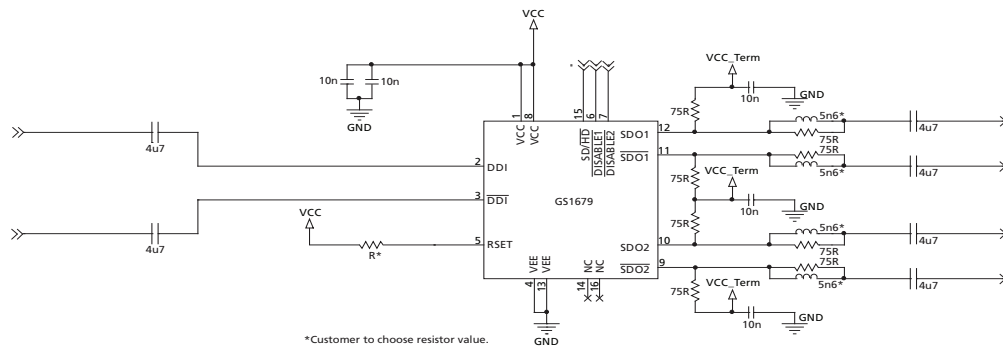 VCC
VCC_Term
10n 10n
GND
10n
GND
75R
5n6*
4u7
75R
15 6 7
1 8
VCC VCC
SD/HD DISABLE1 DISABLE2
SDO1 12
4u7
2 DDI
SDO1 11
75R
5n6*
4u7
75R
VCC_Term
10n
GND
3 DDI
GS1679
75R
4u7
VCC
R*
5 RSET
SDO2 10
5n6*
75R
4u7
SDO2 9
75R
5n6*
4u7
VEE VEE
4 13
NC NC
14 16
75R
VCC_Term
10n
GND
GND
*Customer to choose resistor value.
*